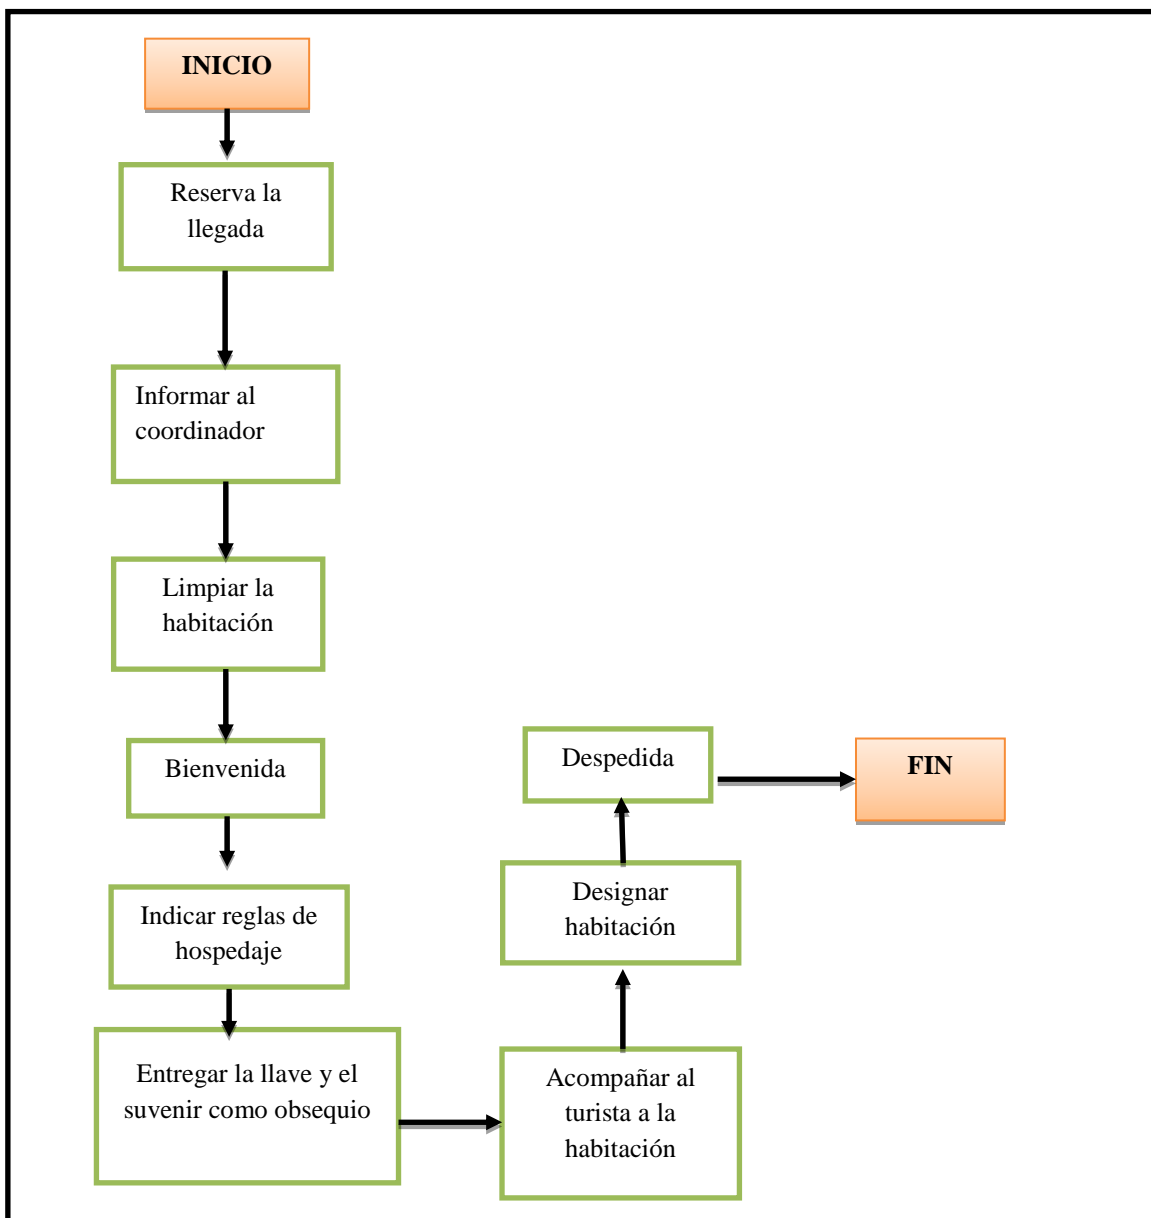 INICIO
Reserva la
llegada
Informar al
coordinador
Limpiar la
habitación
Bienvenida
Indicar reglas de
hospedaje
Entregar la llave y el
suvenir como obsequio
Acompañar al
turista a la
habitación
Designar
habitación
Despedida
FIN